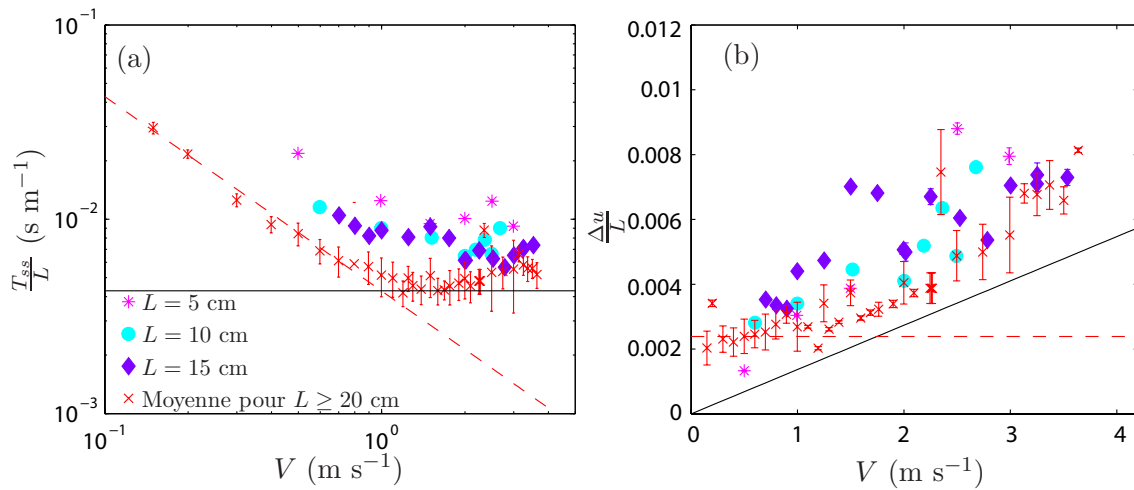 (a)
T_ss/L (s m⁻¹)
10⁻¹
10⁻²
10⁻³
L = 5 cm
L = 10 cm
L = 15 cm
Moyenne pour L ≥ 20 cm
10⁻¹ 10⁰
V (m s⁻¹)
(b)
Δu/L
0.012
0.01
0.008
0.006
0.004
0.002
0
0 1 2 3 4
V (m s⁻¹)